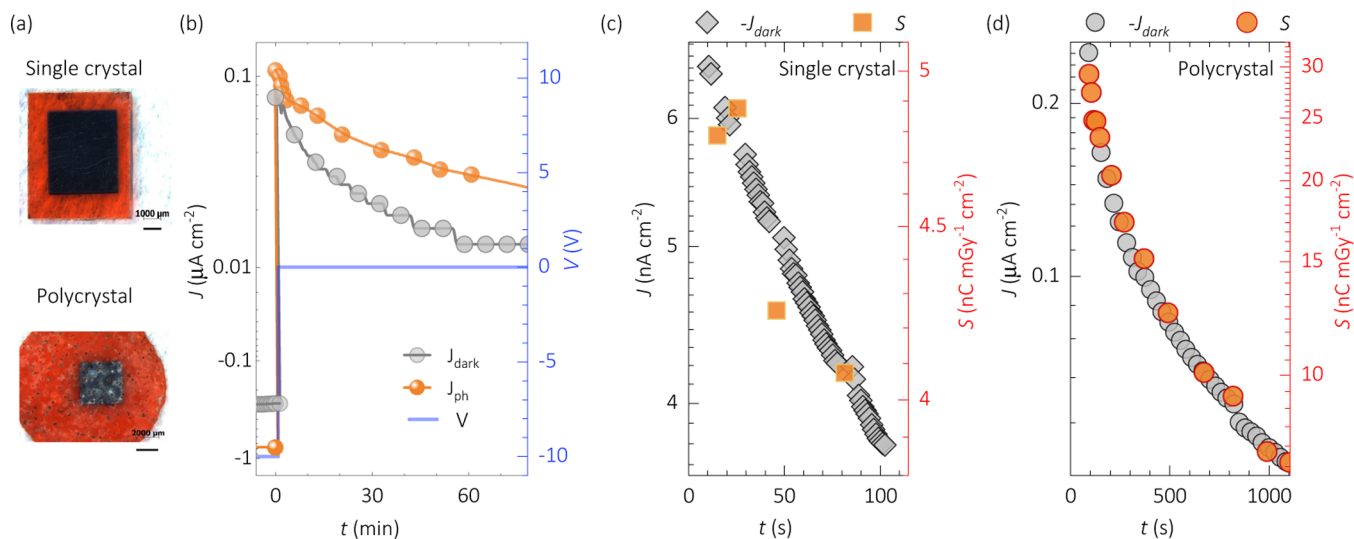 (a)
Single crystal
1000 µm
Polycrystal
2000 µm
(b)
0.1
0.01
-0.1
-1
J (µA cm⁻²)
0
30
60
t (min)
10
5
0
-5
-10
V (V)
J_dark
J_ph
V
(c)
-J_dark
S
Single crystal
6
5
4
J (nA cm⁻²)
0
50
100
t (s)
5
4
4
S (nC mGy⁻¹ cm⁻²)
(d)
-J_dark
S
Polycrystal
0.2
0.1
J (µA cm⁻²)
0
500
1000
t (s)
30
25
20
15
10
S (nC mGy⁻¹ cm⁻²)